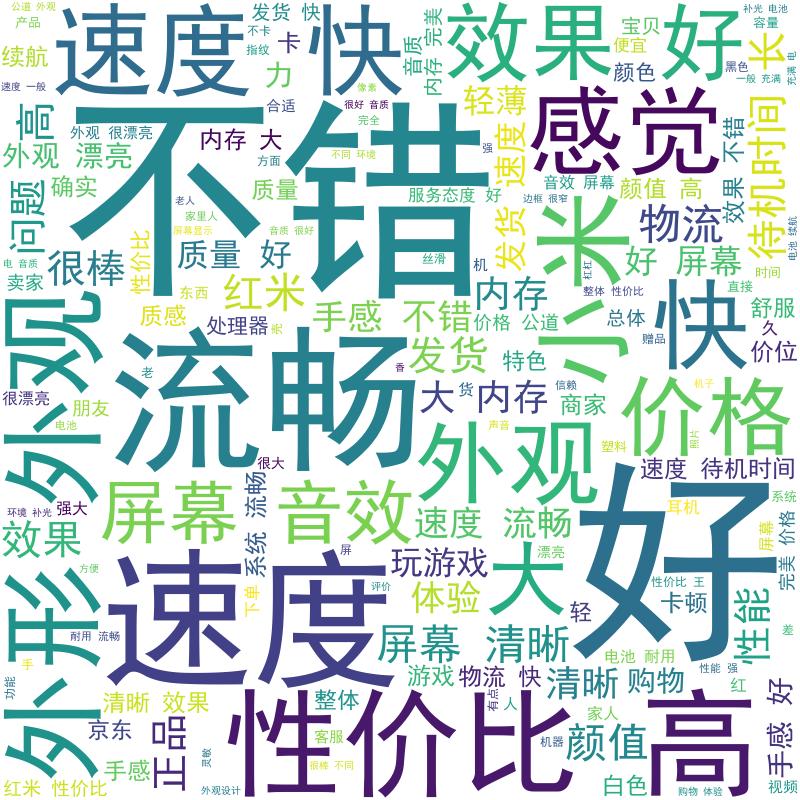 公道 外观
产品
续航
速度 一般
速度
发货 快
不卡
指纹
卡
力
合适
快
音质
内存 完美
像素
很好 音质
完全
效果
好
宝贝
便宜
颜色
轻薄
补光 电池
容量
黑色
一般 充满
充满 电
长
高
外观 很漂亮
外观 漂亮
内存 大
方面
不同 环境
强
不错
感觉
速度
发货
音效 屏幕
颜值 高
效果 不错
待机时间
问题
确实
质量
老人
家里人
屏幕显示
服务态度 好
边框 很窄
小米
物流
电池 续航
电 音质
卖家
很棒
性价比
质量 好
音质 很好
丝滑
机
杠杠
好 屏幕
时间
东西
红米
内存
整体 性价比
直接
质感
处理器
壳
手感 不错
价格 公道
总体
赠品
快
舒服
久
价位
外观
流畅
老
香
发货
特色
很漂亮
朋友
电池
大
货
内存
信赖
商家
价格
机子
照片
声音
塑料
很大
外观
速度 待机时间
环境 补光
强大
屏幕
系统 流畅
音效
速度 流畅
好
耳机
屏幕
系统
完美 价格
效果
外形
方便
速度
屏
玩游戏
漂亮
大
体验
下单
评价
轻
性价比 王
卡顿
性能
差
耐用 流畅
手
屏幕 清晰
电池 耐用
性能 强
功能
游戏
物流 快
清晰
购物
红
清晰 效果
整体
有点
人
家人
京东
正品
性价比
高
手感 好
客服
机器
颜值
手感
灵敏
很棒 不同
白色
红米 性价比
外观设计
购物 体验
视频